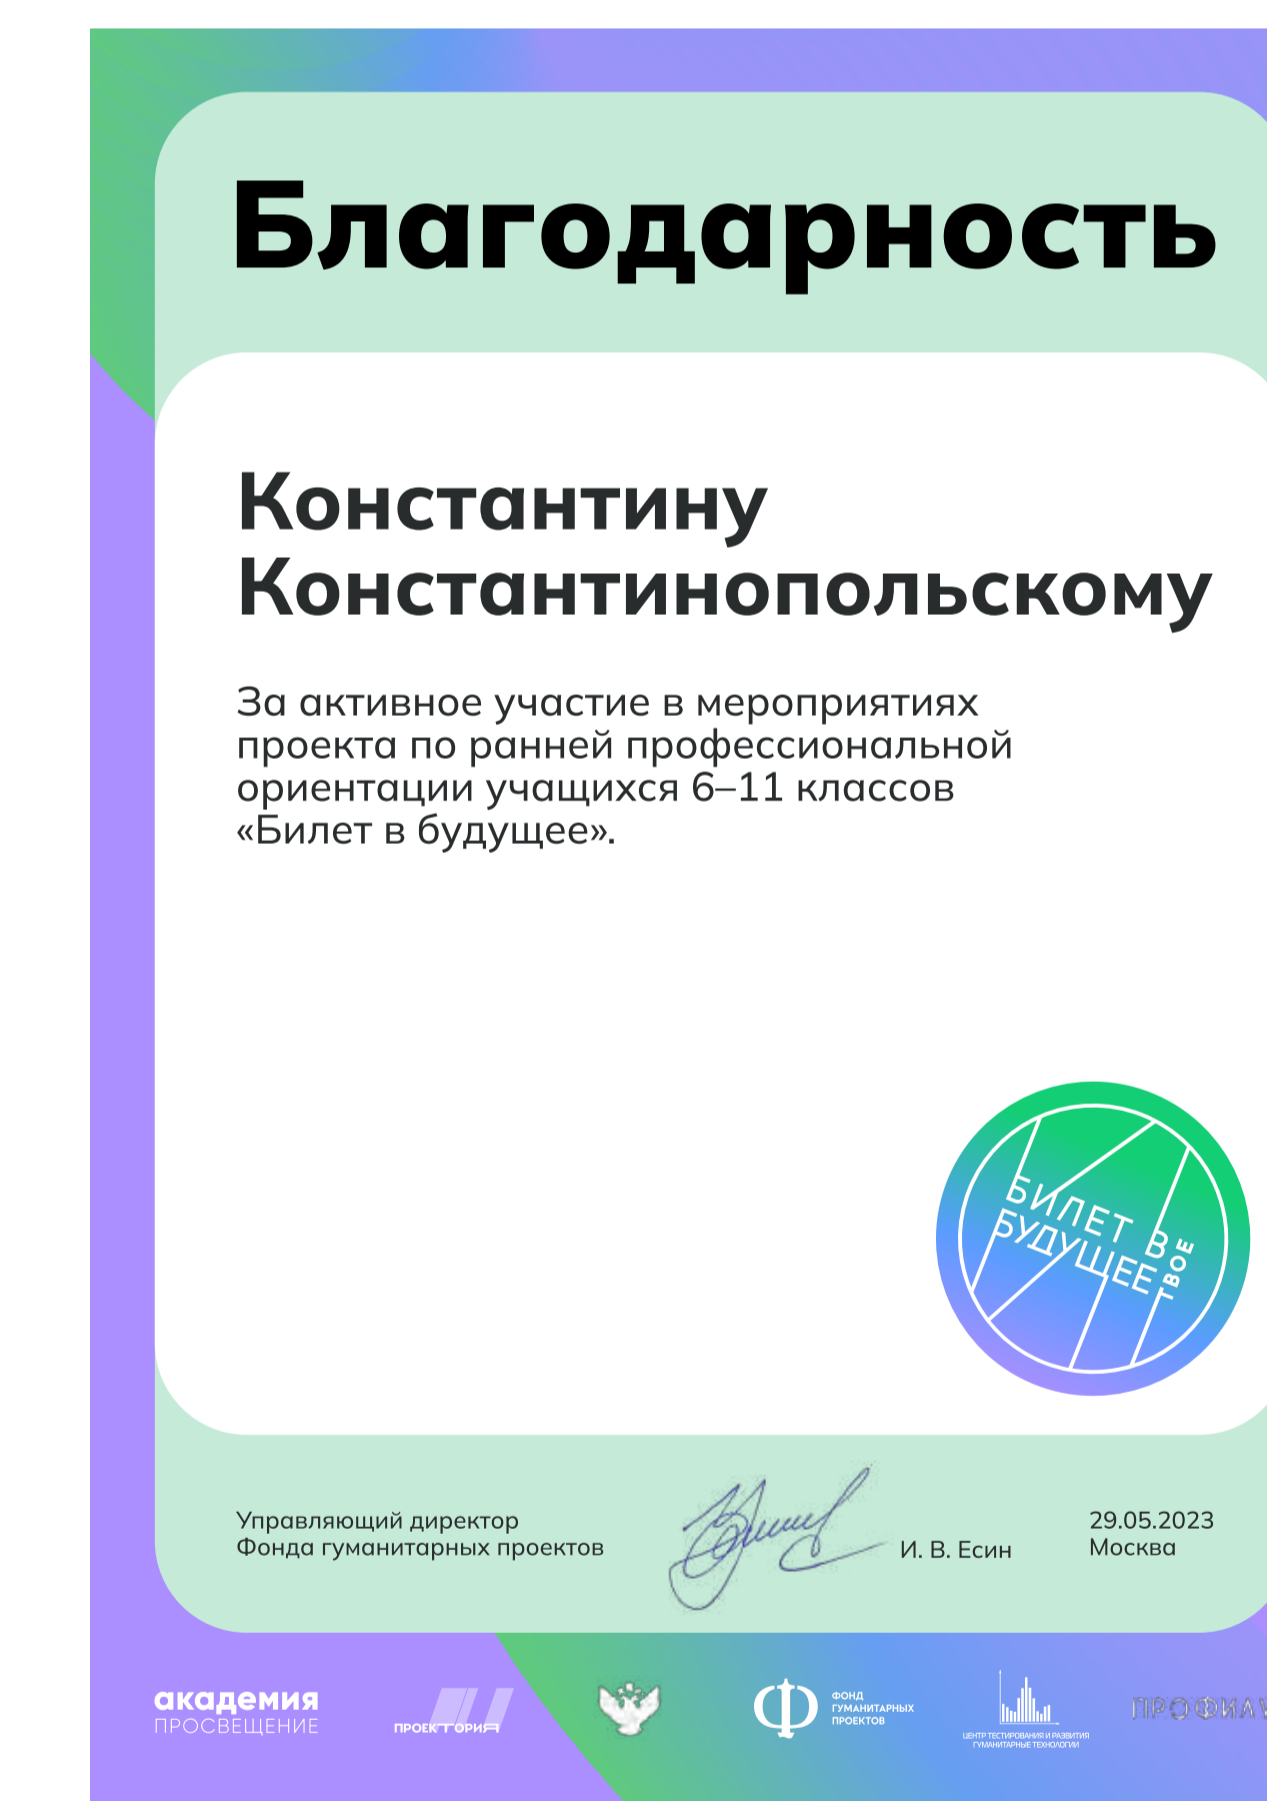 Благодарность
Константину
Константинопольскому
За активное участие в мероприятиях
проекта по ранней профессиональной
ориентации учащихся 6–11 классов
«Билет в будущее».
БИЛЕТ В
БУДУЩЕЕ
ТВОЕ
Управляющий директор
Фонда гуманитарных проектов
И. В. Есин
29.05.2023
Москва
академия
ПРОСВЕЩЕНИЕ
ПРОЕКТОРИЯ
ФОНД
ГУМАНИТАРНЫХ
ПРОЕКТОВ
ЦЕНТР ТЕСТИРОВАНИЯ И РАЗВИТИЯ
ГУМАНИТАРНЫЕ ТЕХНОЛОГИИ